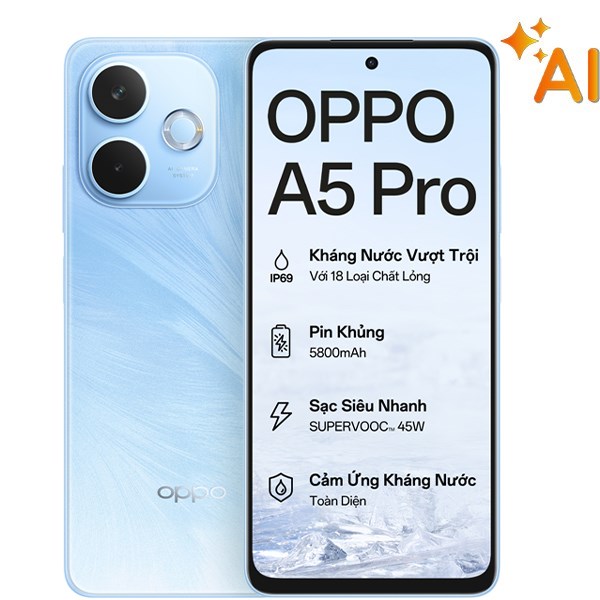 AI
OPPO
A5 Pro
IP69
Kháng Nước Vượt Trội
Với 18 Loại Chất Lỏng
Pin Khủng
5800mAh
Sạc Siêu Nhanh
SUPERVOOC™ 45W
Cảm Ứng Kháng Nước
Toàn Diện
oppo